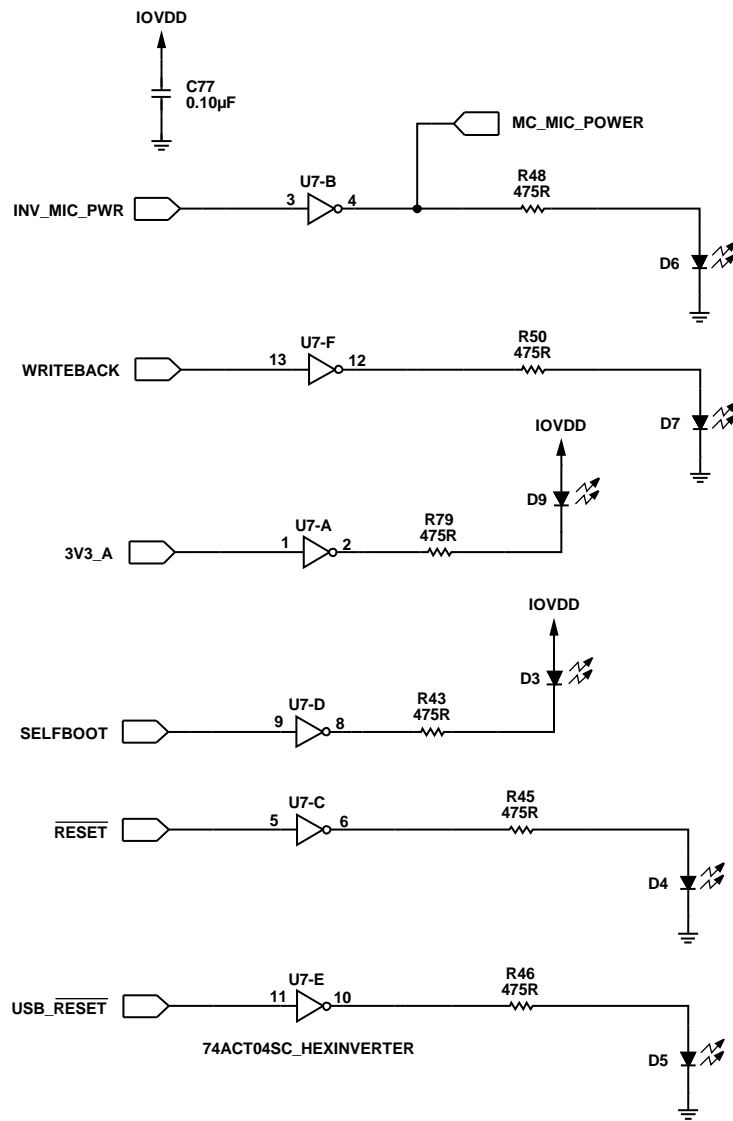 IOVDD
C77
0.10µF
MC_MIC_POWER
U7-B
R48
475R
INV_MIC_PWR
3
4
D6
U7-F
R50
475R
WRITEBACK
13
12
D7
IOVDD
D9
U7-A
R79
475R
3V3_A
1
2
IOVDD
D3
U7-D
R43
475R
SELFBOOT
9
8
U7-C
R45
475R
RESET
5
6
D4
U7-E
R46
475R
USB_RESET
11
10
74ACT04SC_HEXINVERTER
D5